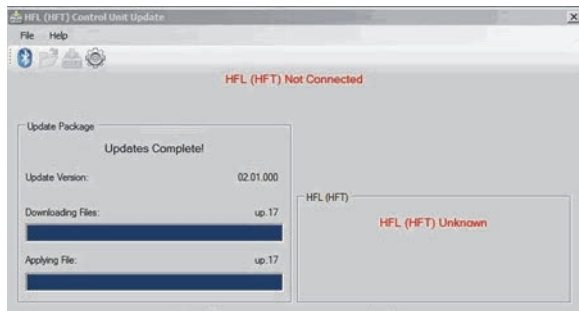 HFL (HFT) Control Unit Update
File Help
HFL (HFT) Not Connected
Update Package
Updates Complete!
Update Version: 02.01.000
Downloading Files: up.17
Applying File: up.17
HFL (HFT)
HFL (HFT) Unknown